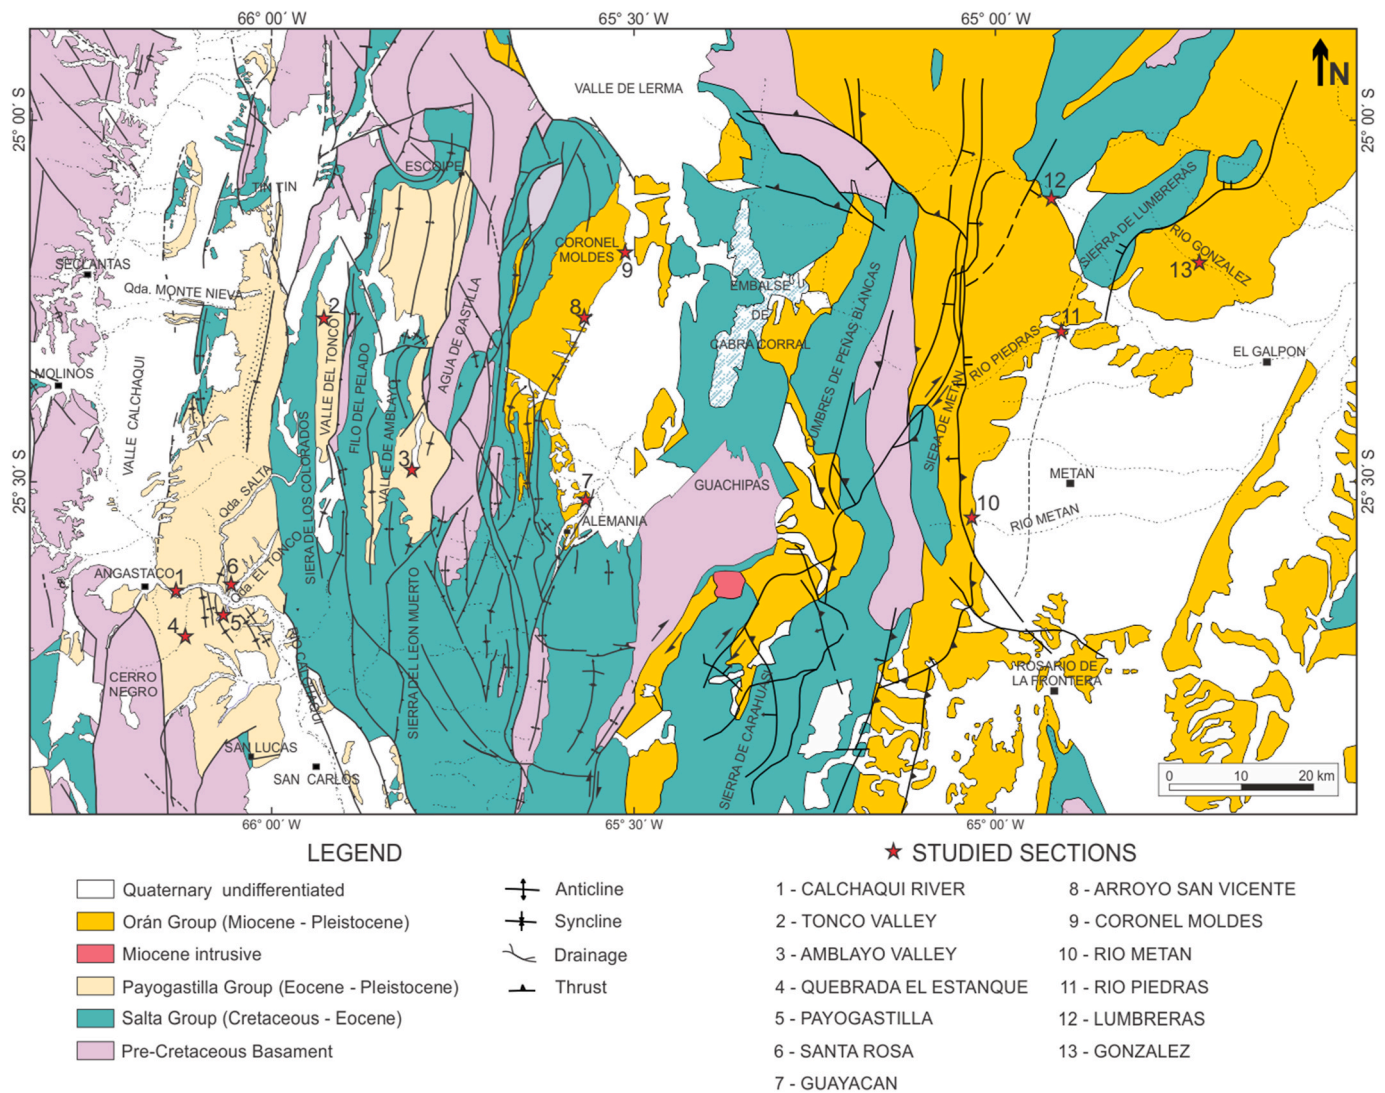 66° 00´ W
65° 30´ W
65° 00´ W
N
VALLE DE LERMA
25° 00´ S
25° 00´ S
ESCOIPE
TIN TIN
12
SIERRA DE LUMBRERAS
RIO GONZALEZ
13
CORONEL
MOLDES
9
SECLANTAS
Qda. MONTE NIEVA
2
8
EMBALSE
DE
CABRA CORRAL
11
RIO PIEDRAS
EL GALPON
MOLINOS
VALLE CALCHAQUI
VALLE DEL TONCO
FILO DEL PELADO
AGUA DE CASTILLA
CUMBRES DE PEÑAS BLANCAS
SIERA DE METAN
VALLE DE AMBLAYO
3
SIERA DE LOS COLORADOS
Qda. SALTA
25° 30´ S
25° 30´ S
GUACHIPAS
METAN
7
ALEMANIA
10
RIO METAN
Qda. EL TONCO
ANGASTACO
1
6
5
4
SIERRA DEL LEON MUERTO
RIO CALCHAQUI
CERRO
NEGRO
ROSARIO DE
LA FRONTERA
SIERRA DE CARAHUASI
SAN LUCAS
SAN CARLOS
0 10 20 km
66° 00´ W
65° 30´ W
65° 00´ W
LEGEND
Quaternary undifferentiated
Orán Group (Miocene - Pleistocene)
Miocene intrusive
Payogastilla Group (Eocene - Pleistocene)
Salta Group (Cretaceous - Eocene)
Pre-Cretaceous Basament
Anticline
Syncline
Drainage
Thrust
STUDIED SECTIONS
1 - CALCHAQUI RIVER
2 - TONCO VALLEY
3 - AMBLAYO VALLEY
4 - QUEBRADA EL ESTANQUE
5 - PAYOGASTILLA
6 - SANTA ROSA
7 - GUAYACAN
8 - ARROYO SAN VICENTE
9 - CORONEL MOLDES
10 - RIO METAN
11 - RIO PIEDRAS
12 - LUMBRERAS
13 - GONZALEZ